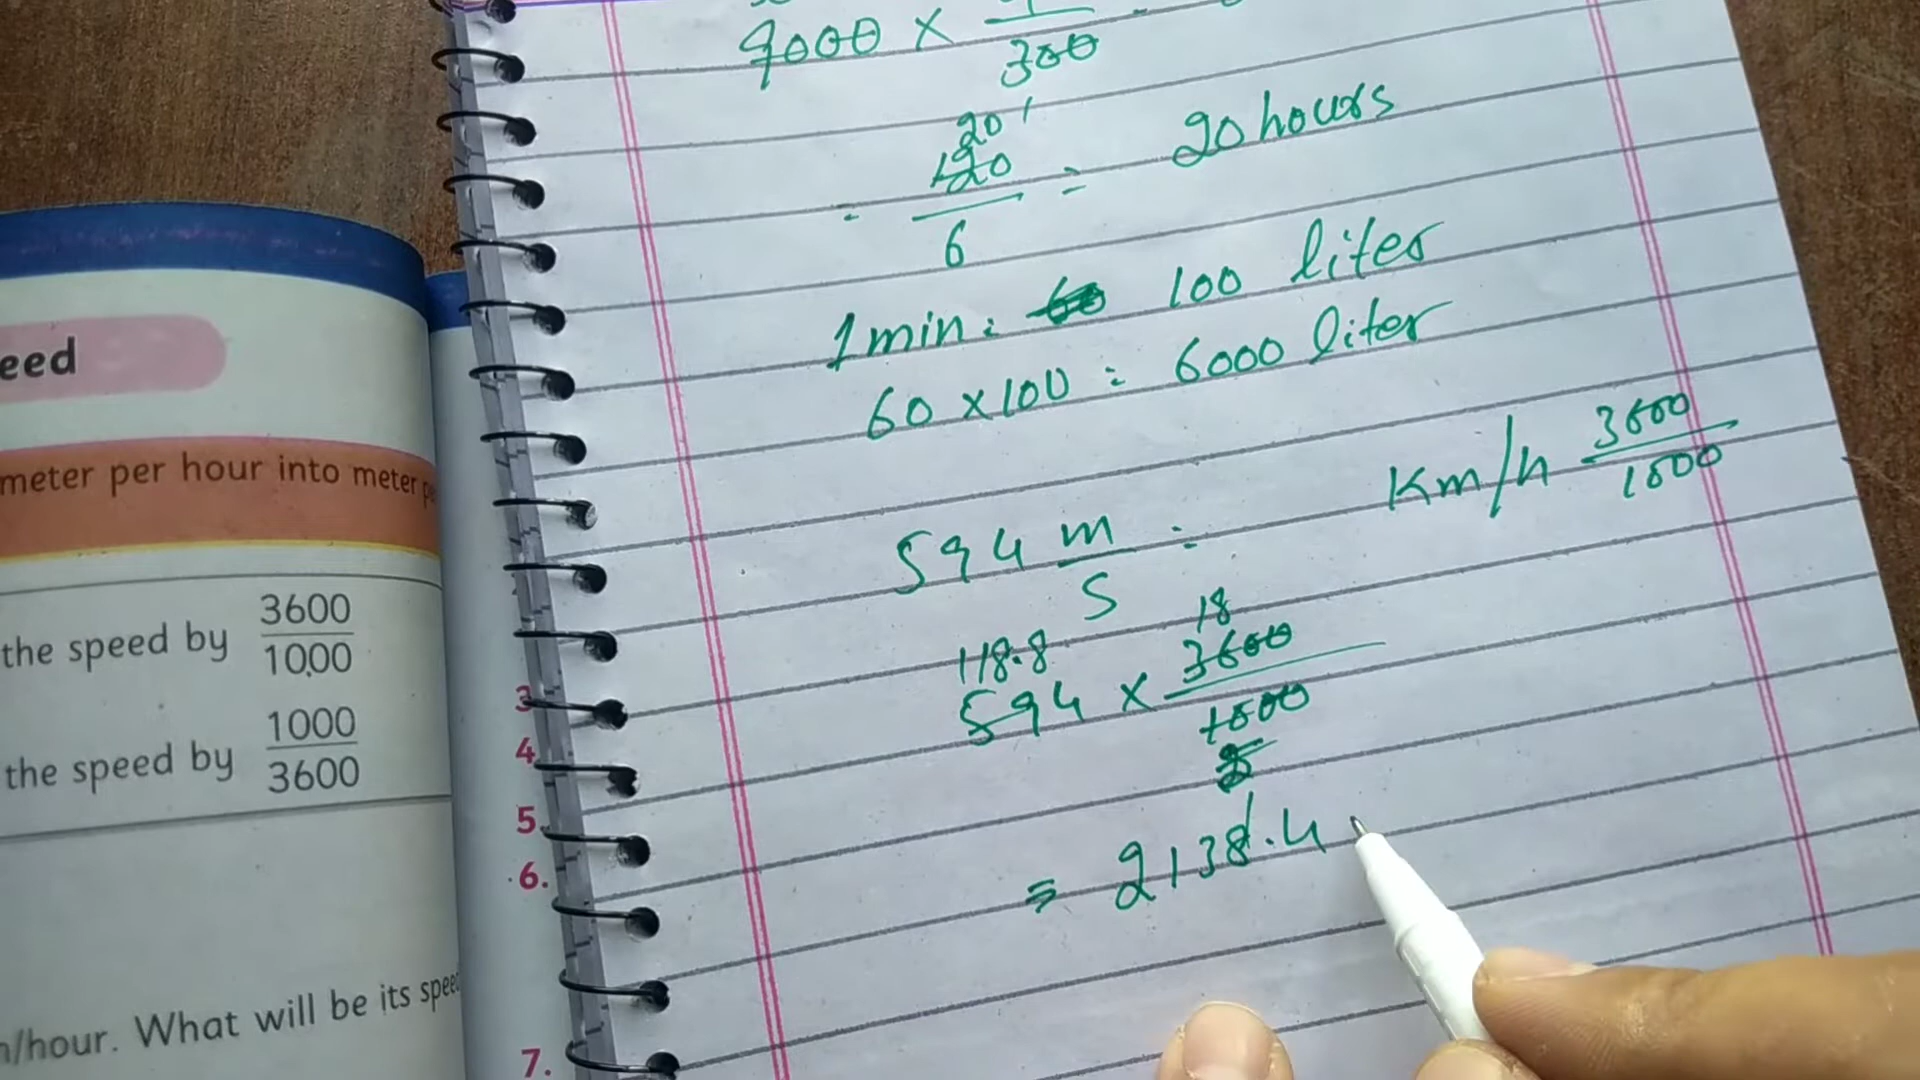 eed
meter per hour into meter
the speed by 3600
1000
the speed by 1000
3600
/hour. What will be its spee
3.
4.
5.
6.
7.
9000 ×
300
20 1
= 120 = 20 hours
6
1 min = 100 liter
60 × 100 = 6000 liter
594 m = Km/h 3600
s 1000
118.8 18
594 × 3600
1000
5
= 2138.4